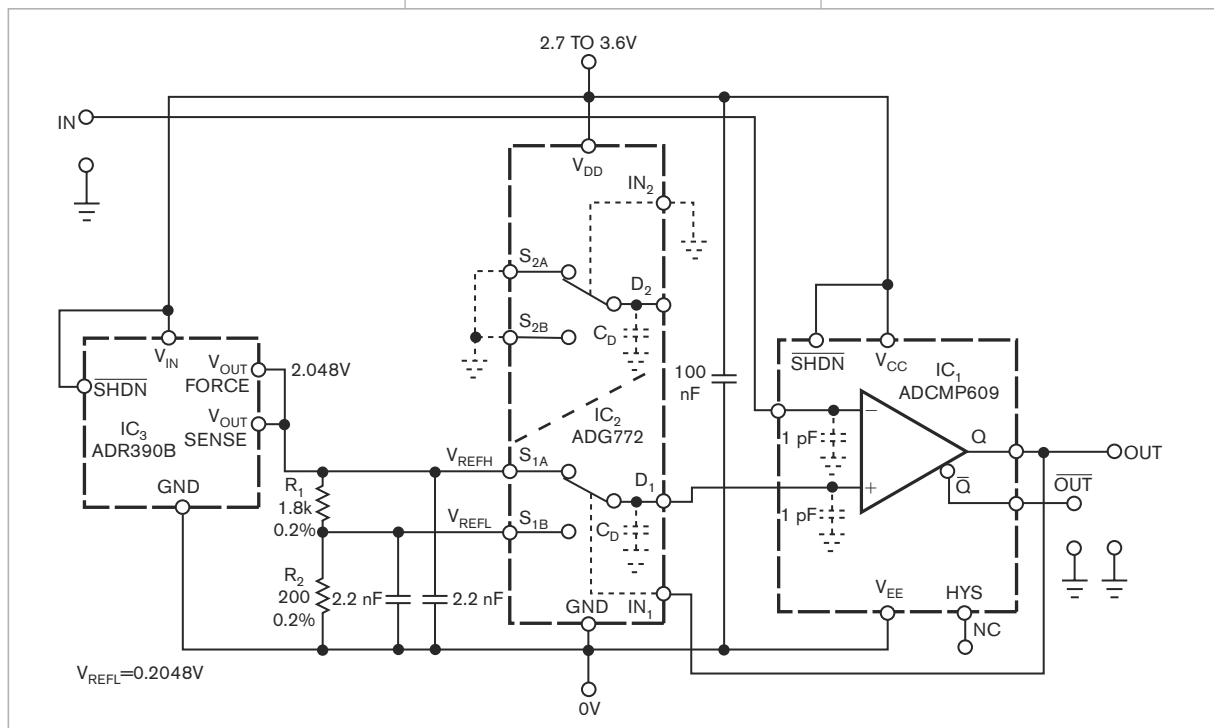 2.7 TO 3.6V
IN
V_DD
IN_2
S_2A
D_2
S_2B
C_D
V_IN
V_OUT
FORCE
2.048V
SHDN
V_OUT
SENSE
IC_3
ADR390B
GND
100
nF
IC_2
ADG772
SHDN
V_CC
IC_1
ADCMP609
−
1 pF
Q
OUT
Q
OUT
+
1 pF
V_REFH
S_1A
D_1
R_1
1.8k
0.2%
V_REFL
S_1B
C_D
R_2
200
0.2%
2.2 nF
2.2 nF
GND
IN_1
V_EE
HYS
NC
V_REFL=0.2048V
0V